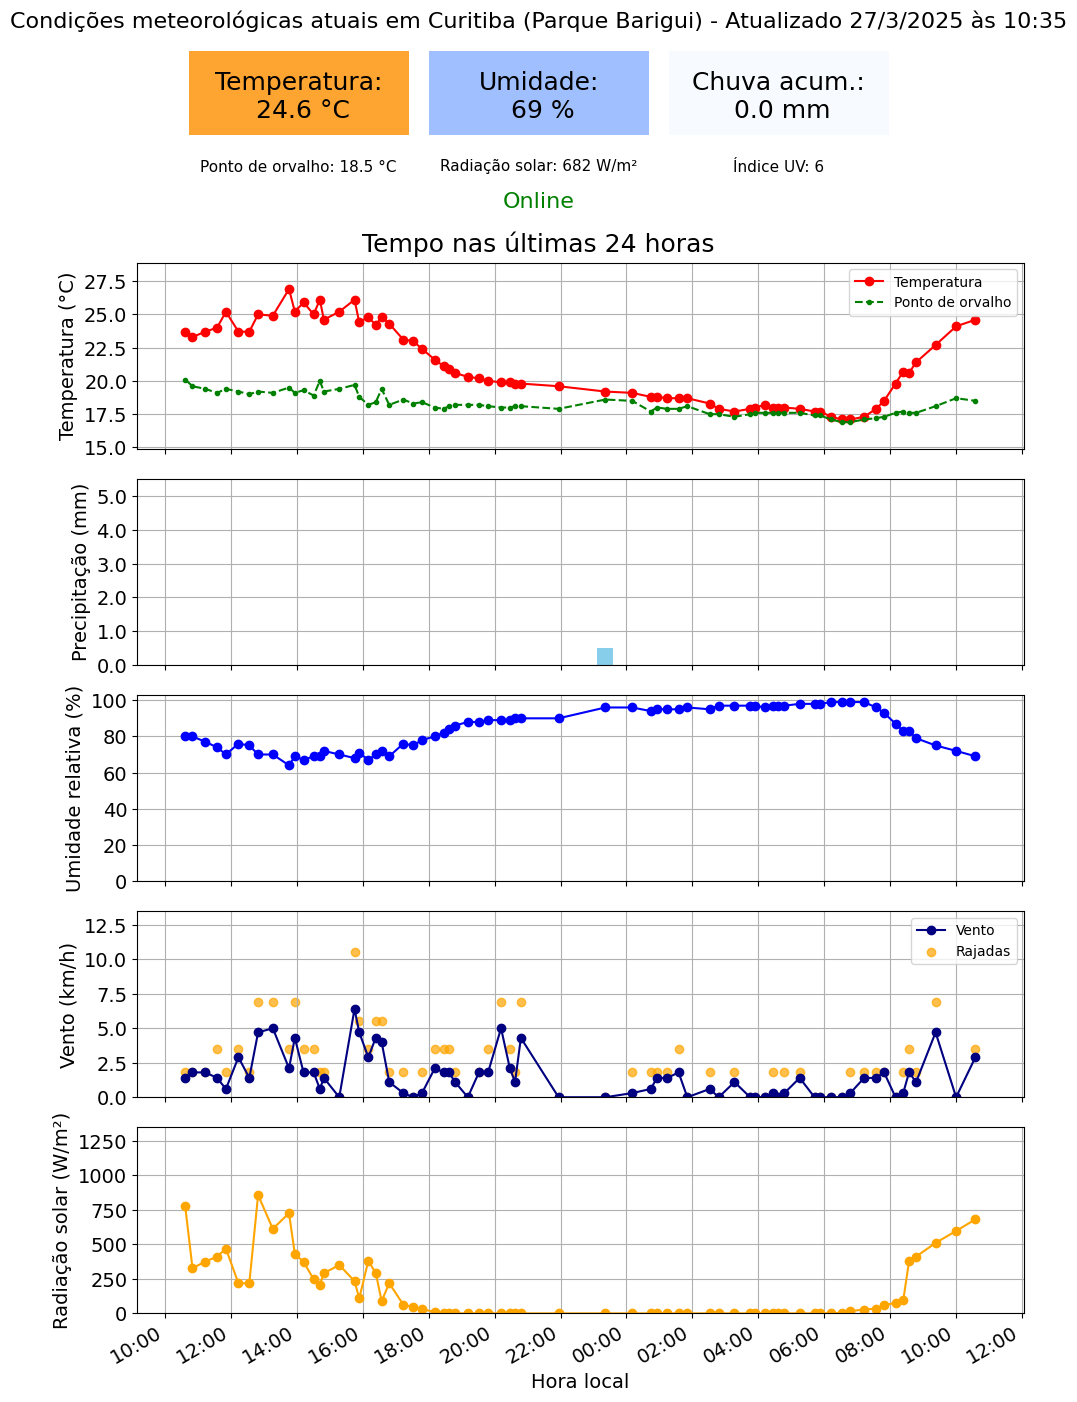 Condições meteorológicas atuais em Curitiba (Parque Barigui) - Atualizado 27/3/2025 às 10:35
Temperatura:
24.6 °C
Umidade:
69 %
Chuva acum.:
0.0 mm
Ponto de orvalho: 18.5 °C
Radiação solar: 682 W/m²
Índice UV: 6
Online
Tempo nas últimas 24 horas
Temperatura (°C)
27.5
25.0
22.5
20.0
17.5
15.0
Temperatura
Ponto de orvalho
Precipitação (mm)
5.0
4.0
3.0
2.0
1.0
0.0
Umidade relativa (%)
100
80
60
40
20
0
Vento (km/h)
12.5
10.0
7.5
5.0
2.5
0.0
Vento
Rajadas
Radiação solar (W/m²)
1250
1000
750
500
250
0
10:00
12:00
14:00
16:00
18:00
20:00
22:00
00:00
02:00
04:00
06:00
08:00
10:00
12:00
Hora local